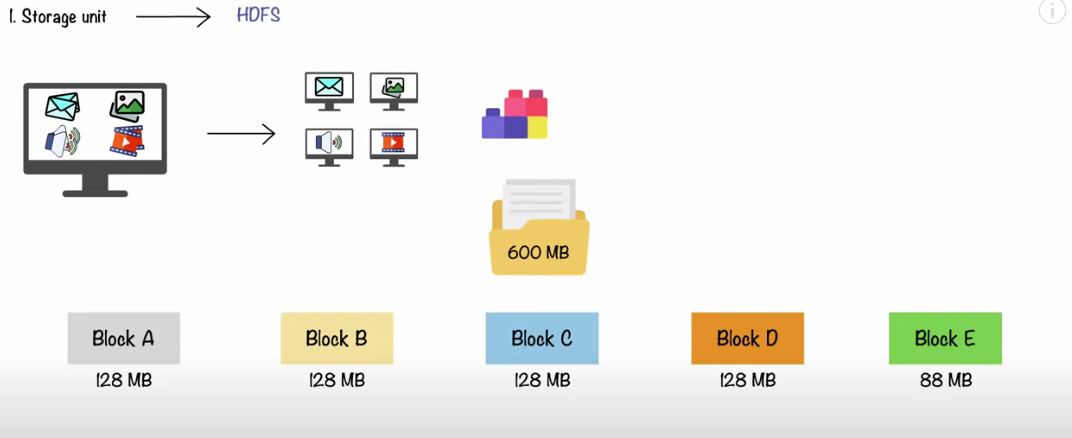 1. Storage unit
HDFS
i
600 MB
Block A
Block B
Block C
Block D
Block E
128 MB
128 MB
128 MB
128 MB
88 MB